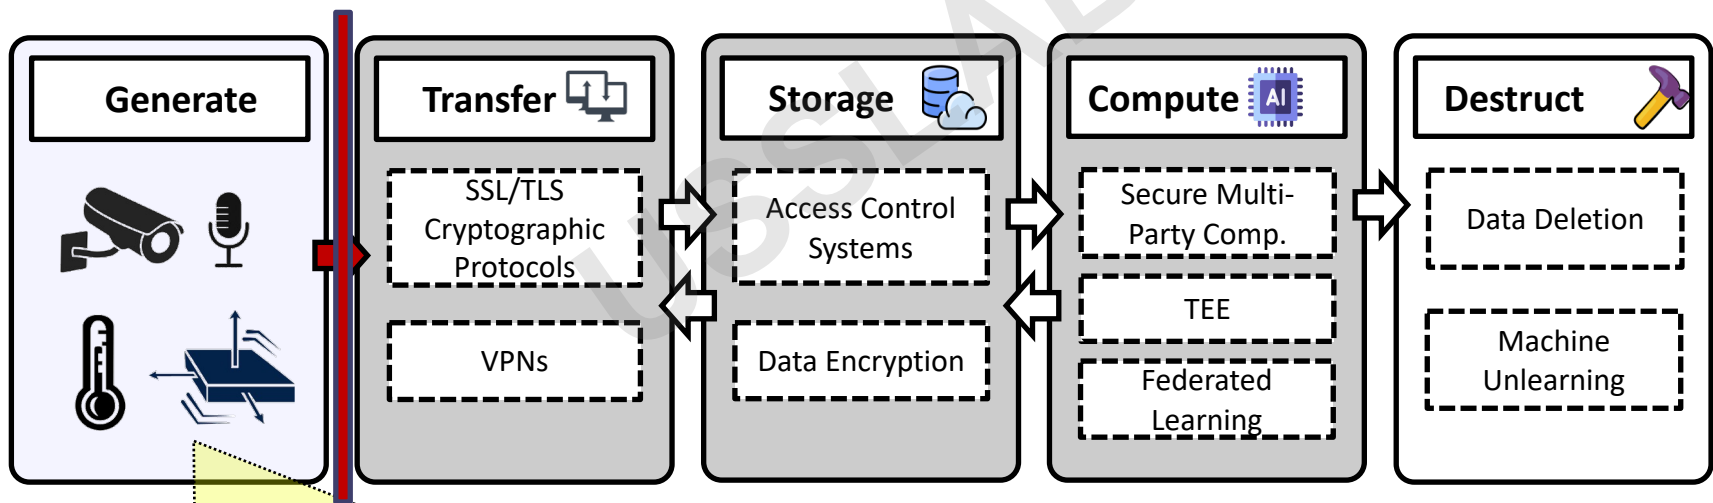 Generate
Transfer
Storage
Compute
AI
Destruct
SSL/TLS
Cryptographic
Protocols
VPNs
Access Control
Systems
Data Encryption
Secure Multi-
Party Comp.
TEE
Federated
Learning
Data Deletion
Machine
Unlearning
USSLAB